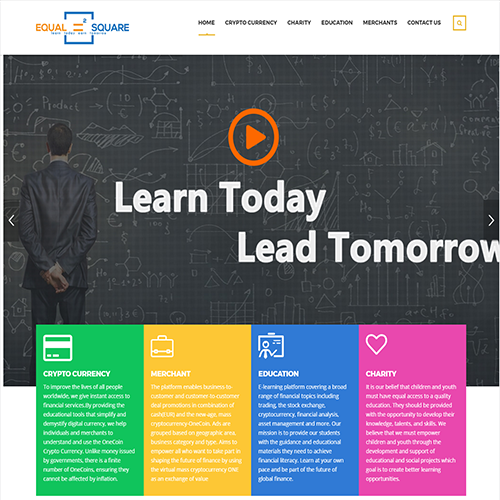 EQUAL 2 SQUARE
learn today earn tomorrow
HOME CRYPTO CURRENCY CHARITY EDUCATION MERCHANTS CONTACT US
Learn Today
Lead Tomorrow
CRYPTO CURRENCY
To improve the lives of all people
worldwide, we give instant access to
financial services.By providing the
educational tools that simplify and
demystify digital currency, we help
individuals and merchants to
understand and use the OneCoin
Crypto Currency. Unlike money issued
by governments, there is a finite
number of OneCoins, ensuring they
cannot be affected by inflation.
MERCHANT
The platform enables business-to-
customer and customer-to-customer
deal-promotions in combination of
cash(EUR) and the new-age, mass
cryptocurrency-OneCoin. Ads are
grouped based on geographic area,
business category and type. Aims to
empower all who want to take part in
shaping the future of finance by using
the virtual mass cryptocurrency-ONE
as an exchange of value
EDUCATION
E-learning platform covering a broad
range of financial topics including
trading, the stock exchange,
cryptocurrency, financial analysis,
asset management and more. Our
mission is to provide our students
with the guidance and educational
materials they need to achieve
financial literacy. Learn at your own
pace and be part of the future of
global finance.
CHARITY
It is our belief that children and youth
must have equal access to a quality
education. They should be provided
with the opportunity to develop their
knowledge, talents, and skills. We
believe that we must empower
children and youth through the
development and support of
educational and social projects which
goal is to create better learning
opportunities.